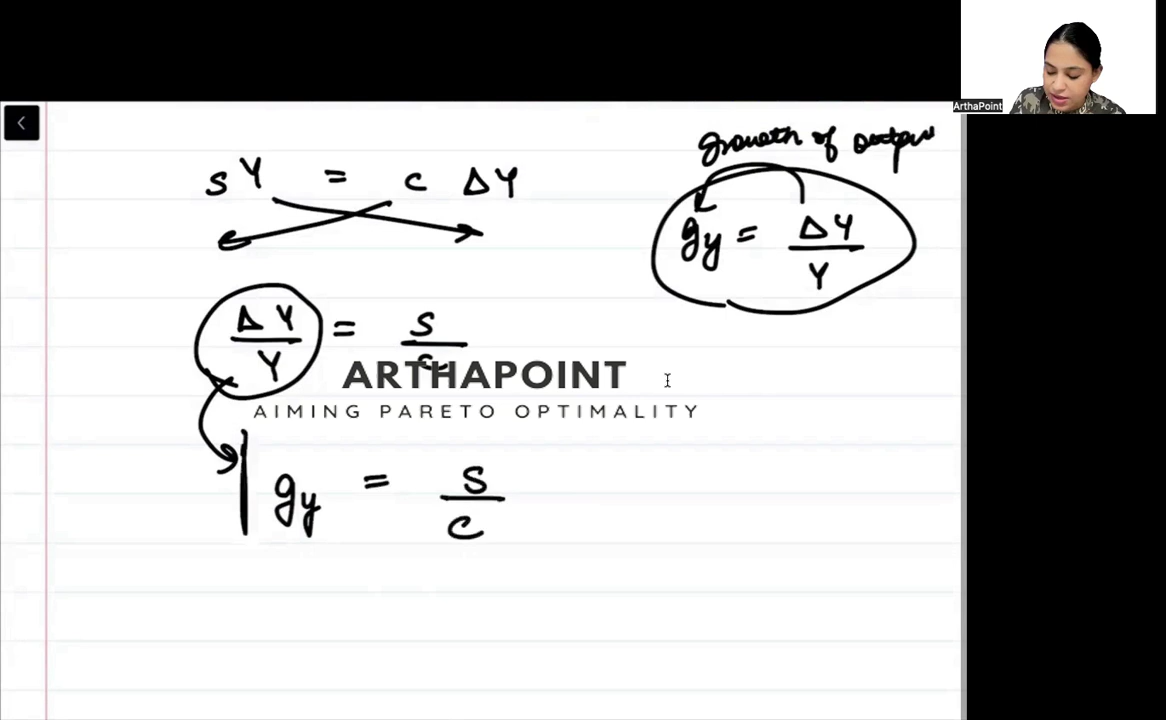 growth of output
sY = c ΔY
gy = ΔY/Y
ΔY/Y = s/c
ARTHAPOINT
AIMING PARETO OPTIMALITY
gy = s/c
ArthaPoint